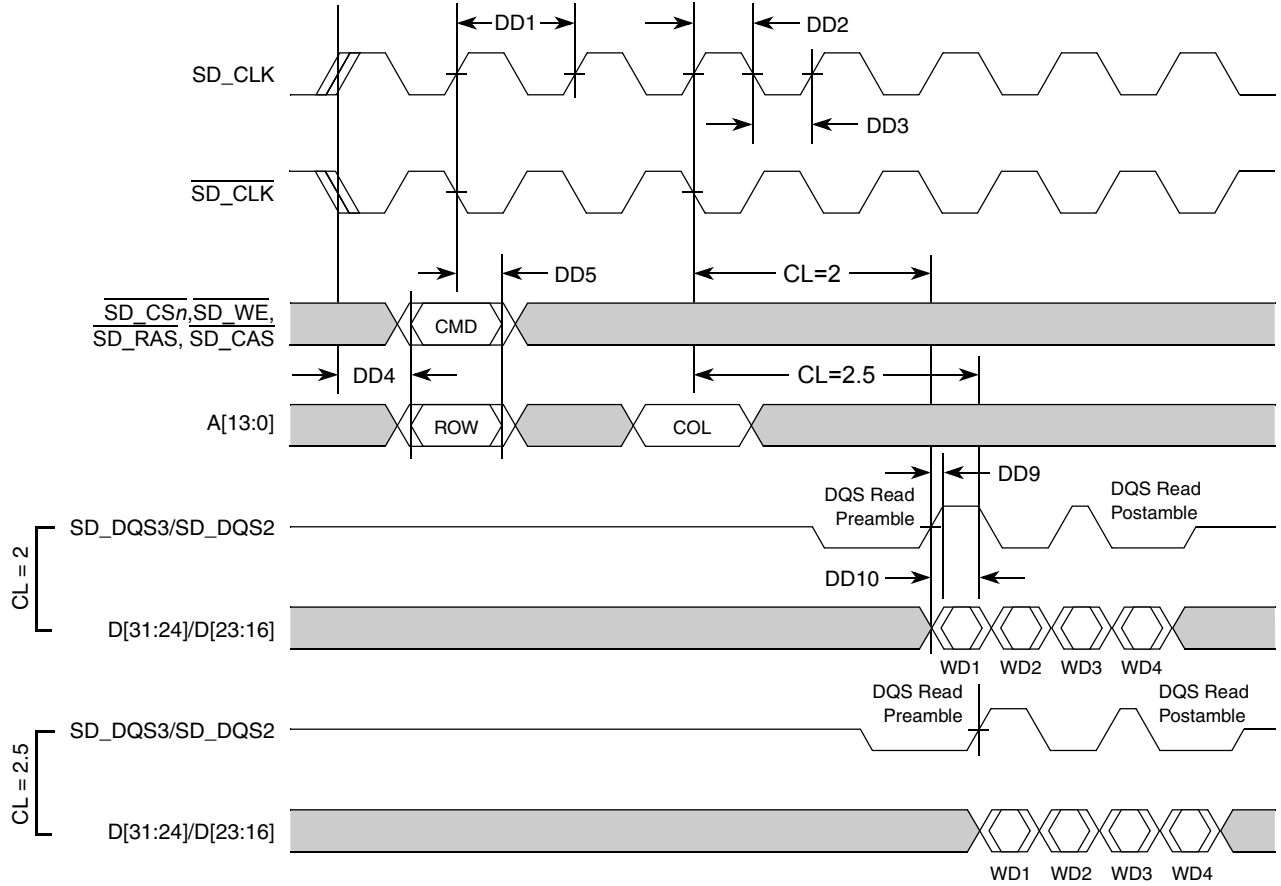 DD1
DD2
SD_CLK
DD3
SD_CLK
DD5
CL=2
SD_CSn,SD_WE,
SD_RAS, SD_CAS
CMD
DD4
CL=2.5
A[13:0]
ROW
COL
DD9
DQS Read
Preamble
DQS Read
Postamble
SD_DQS3/SD_DQS2
CL = 2
DD10
D[31:24]/D[23:16]
WD1 WD2 WD3 WD4
DQS Read
Preamble
DQS Read
Postamble
SD_DQS3/SD_DQS2
CL = 2.5
D[31:24]/D[23:16]
WD1 WD2 WD3 WD4